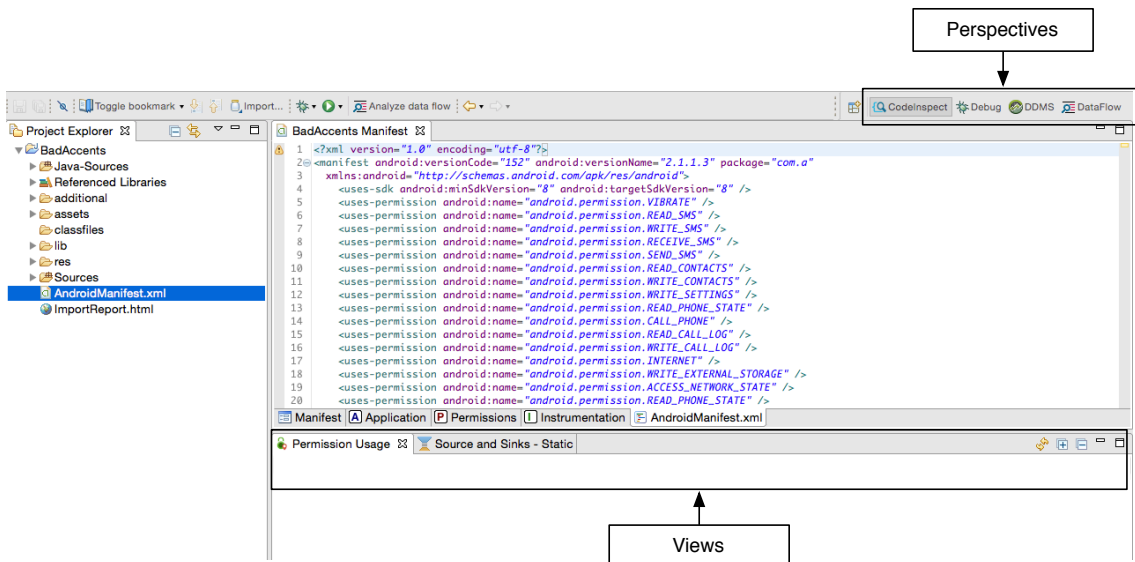 Perspectives
Toggle bookmark
Import...
Analyze data flow
CodeInspect
Debug
DDMS
DataFlow
Project Explorer
BadAccents
Java-Sources
Referenced Libraries
additional
assets
classfiles
lib
res
Sources
AndroidManifest.xml
ImportReport.html
BadAccents Manifest
1 <?xml version="1.0" encoding="utf-8"?>
2 <manifest android:versionCode="152" android:versionName="2.1.1.3" package="com.a"
3 xmlns:android="http://schemas.android.com/apk/res/android">
4 <uses-sdk android:minSdkVersion="8" android:targetSdkVersion="8" />
5 <uses-permission android:name="android.permission.VIBRATE" />
6 <uses-permission android:name="android.permission.READ_SMS" />
7 <uses-permission android:name="android.permission.WRITE_SMS" />
8 <uses-permission android:name="android.permission.RECEIVE_SMS" />
9 <uses-permission android:name="android.permission.SEND_SMS" />
10 <uses-permission android:name="android.permission.READ_CONTACTS" />
11 <uses-permission android:name="android.permission.WRITE_CONTACTS" />
12 <uses-permission android:name="android.permission.WRITE_SETTINGS" />
13 <uses-permission android:name="android.permission.READ_PHONE_STATE" />
14 <uses-permission android:name="android.permission.CALL_PHONE" />
15 <uses-permission android:name="android.permission.READ_CALL_LOG" />
16 <uses-permission android:name="android.permission.WRITE_CALL_LOG" />
17 <uses-permission android:name="android.permission.INTERNET" />
18 <uses-permission android:name="android.permission.WRITE_EXTERNAL_STORAGE" />
19 <uses-permission android:name="android.permission.ACCESS_NETWORK_STATE" />
20 <uses-permission android:name="android.permission.READ_PHONE_STATE" />
Manifest
A Application
P Permissions
I Instrumentation
AndroidManifest.xml
Permission Usage
Source and Sinks - Static
Views